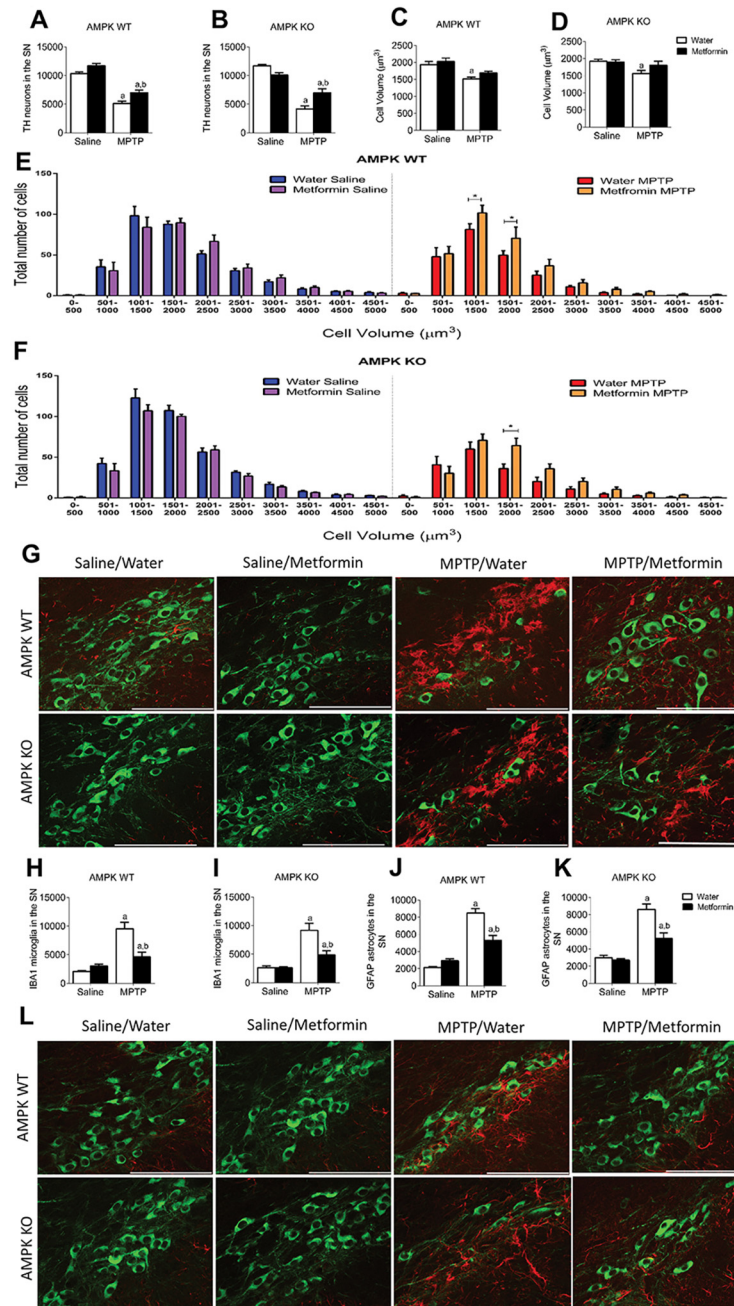 A
AMPK WT
TH neurons in the SN
15000
10000
5000
0
a
a,b
Saline
MPTP
B
AMPK KO
TH neurons in the SN
15000
10000
5000
0
a
a,b
Saline
MPTP
C
AMPK WT
Cell Volume (μm³)
2500
2000
1500
1000
500
0
a
Saline
MPTP
D
AMPK KO
Cell Volume (μm³)
2500
2000
1500
1000
500
0
a
Saline
MPTP
Water
Metformin
E
AMPK WT
Total number of cells
150
100
50
0
Water Saline
Metformin Saline
Water MPTP
Metfromin MPTP
*
*
0-500
501-1000
1001-1500
1501-2000
2001-2500
2501-3000
3001-3500
3501-4000
4001-4500
4501-5000
0-500
501-1000
1001-1500
1501-2000
2001-2500
2501-3000
3001-3500
3501-4000
4001-4500
4501-5000
Cell Volume (μm³)
Cell Volume (μm³)
F
AMPK KO
Total number of cells
150
100
50
0
Water Saline
Metformin Saline
Water MPTP
Metformin MPTP
*
0-500
501-1000
1001-1500
1501-2000
2001-2500
2501-3000
3001-3500
3501-4000
4001-4500
4501-5000
0-500
501-1000
1001-1500
1501-2000
2001-2500
2501-3000
3001-3500
3501-4000
4001-4500
4501-5000
Cell Volume (μm³)
Cell Volume (μm³)
G
Saline/Water
Saline/Metformin
MPTP/Water
MPTP/Metformin
AMPK WT
AMPK KO
H
AMPK WT
IBA1 microglia in the SN
15000
10000
5000
0
a
a,b
Saline
MPTP
I
AMPK KO
IBA1 microglia in the SN
15000
10000
5000
0
a
a,b
Saline
MPTP
J
AMPK WT
GFAP astrocytes in the SN
10000
8000
6000
4000
2000
0
a
a,b
Saline
MPTP
K
AMPK KO
GFAP astrocytes in the SN
10000
8000
6000
4000
2000
0
a
a,b
Saline
MPTP
Water
Metformin
L
Saline/Water
Saline/Metformin
MPTP/Water
MPTP/Metformin
AMPK WT
AMPK KO